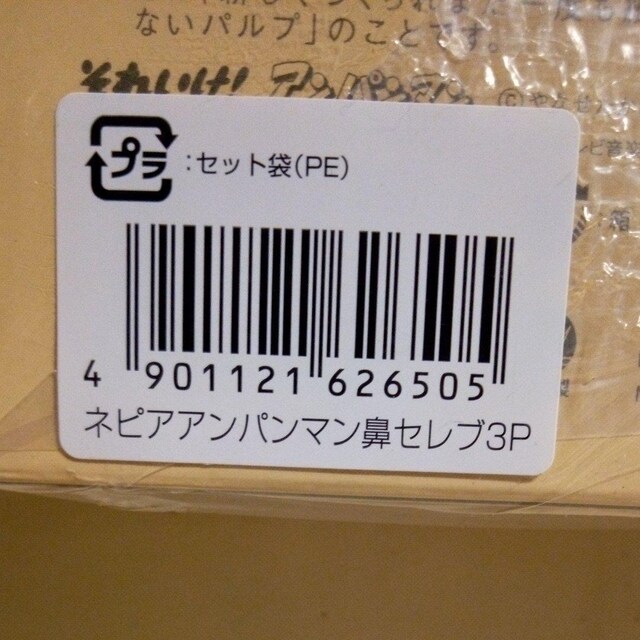 ないパルプ」のことです。
それいけ!アンパンマン
プラ
:セット袋(PE)
4 901121 626505
ネピアアンパンマン鼻セレブ3P